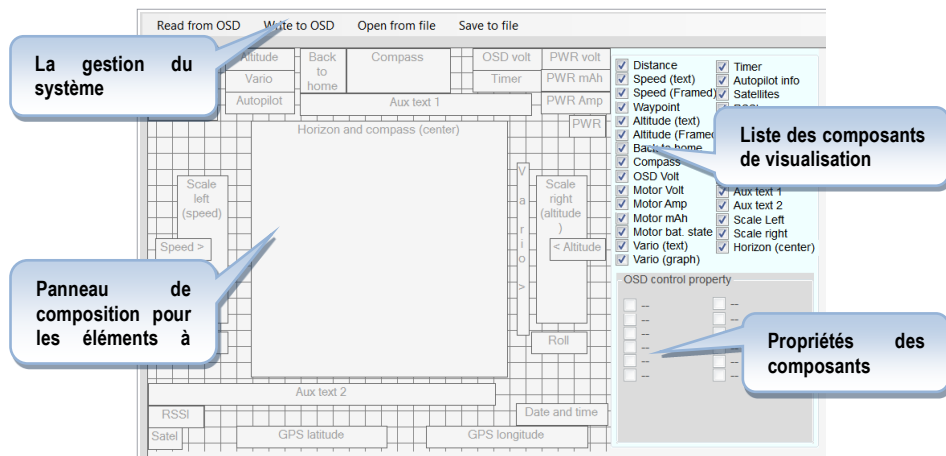 Read from OSD Write to OSD Open from file Save to file
La gestion du
système
Altitude
Back
to
home
Compass
OSD volt
PWR volt
Vario
Timer
PWR mAh
Autopilot
Aux text 1
PWR Amp
PWR
Horizon and compass (center)
Scale
left
(speed)
Speed >
Vario >
Scale
right
(altitude
)
< Altitude
Roll
Panneau de
composition pour
les éléments à
Aux text 2
RSSI
Date and time
Satel
GPS latitude
GPS longitude
Distance
Speed (text)
Speed (Framed)
Waypoint
Altitude (text)
Altitude (Framed
Back to home
Compass
OSD Volt
Motor Volt
Motor Amp
Motor mAh
Motor bat. state
Vario (text)
Vario (graph)
Timer
Autopilot info
Satellites
Aux text 1
Aux text 2
Scale Left
Scale right
Horizon (center)
Liste des composants
de visualisation
OSD control property
-- --
-- --
-- --
--
--
-- --
Propriétés des
composants